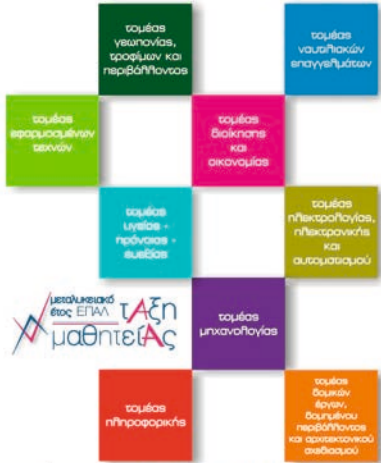 τομέας
γεωπονίας,
τροφίμων και
περιβάλλοντος
τομέας
ναυτιλιακών
επαγγελμάτων
τομέας
εφαρμοσμένων
τεχνών
τομέας
διοίκησης
και
οικονομίας
τομέας
υγείας -
πρόνοιας -
ευεξίας
τομέας
ηλεκτρολογίας,
ηλεκτρονικής
και
αυτοματισμού
μεταλυκειακό
έτος ΕΠΑΛ τΑξη
μαθητείΑς
τομέας
μηχανολογίας
τομέας
πληροφορικής
τομέας
δομικών
έργων,
δομημένου
περιβάλλοντος
και αρχιτεκτονικού
σχεδιασμού